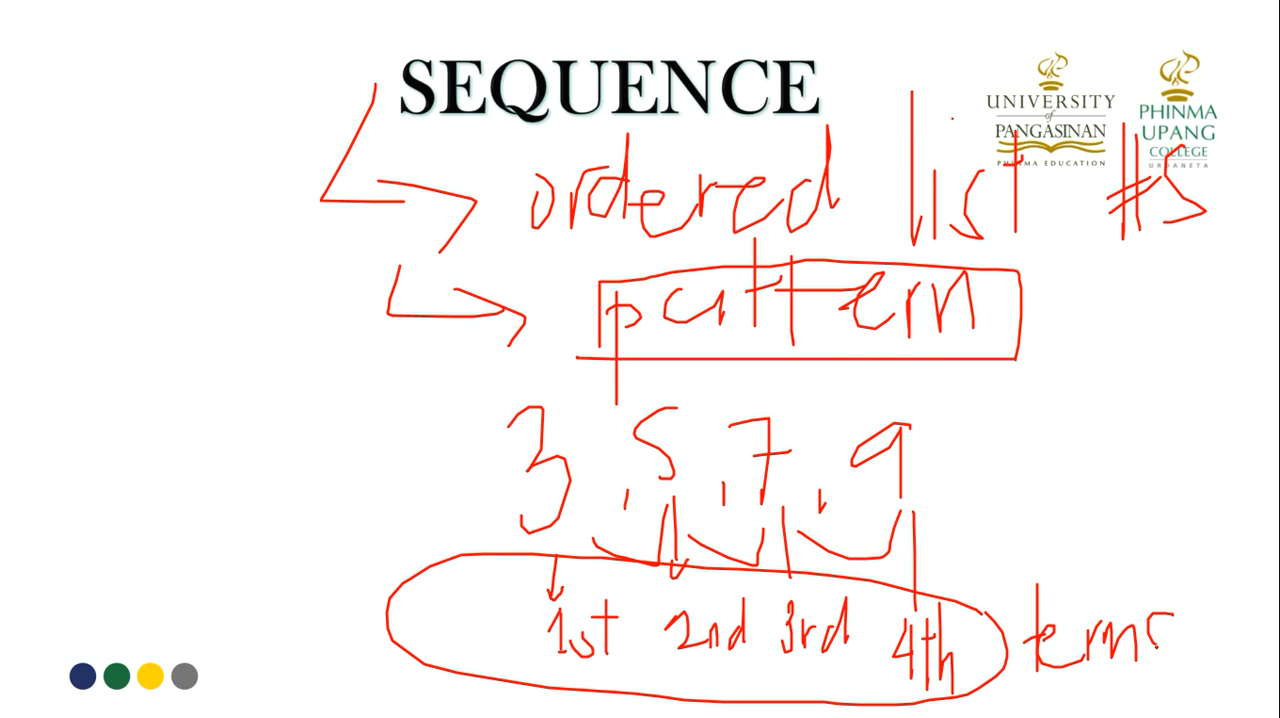 SEQUENCE
UNIVERSITY
of
PANGASINAN
PHINMA EDUCATION
PHINMA
UPANG
COLLEGE
URDANETA
ordered list #s
pattern
3, 5, 7, 9
1st 2nd 3rd 4th terms